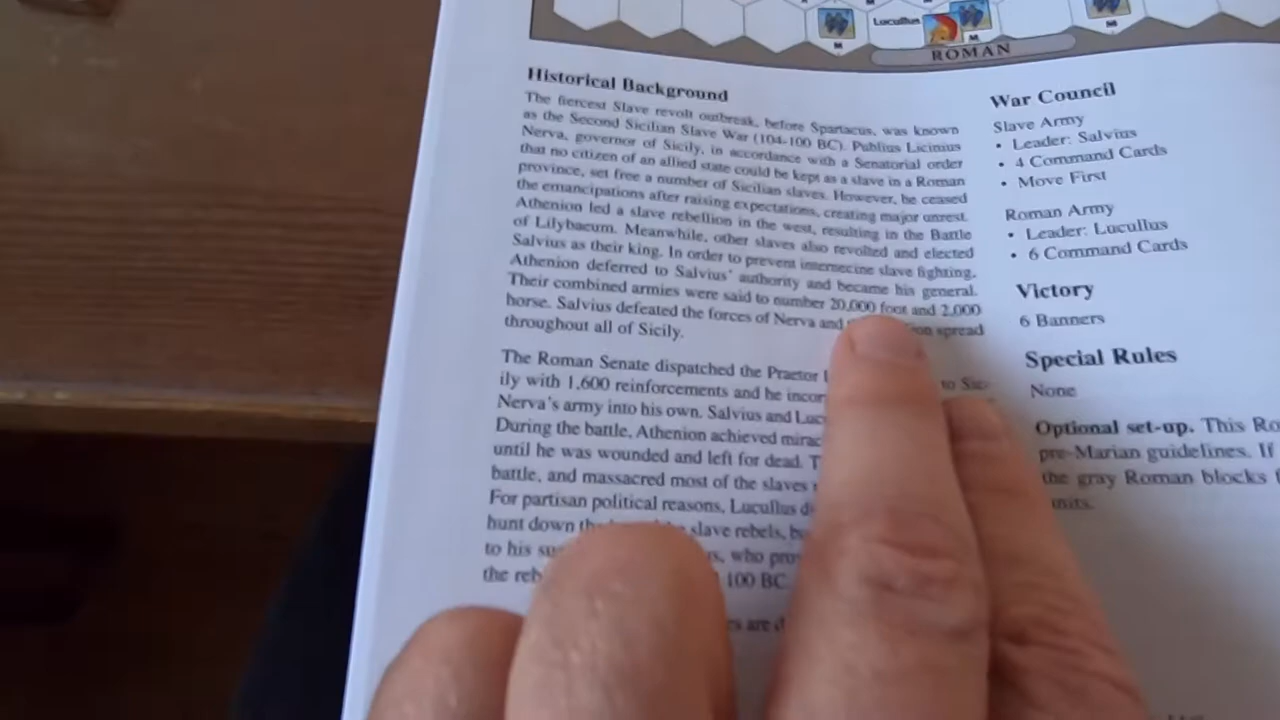 Lucullus
M
M
M
ROMAN
Historical Background
The fiercest Slave revolt outbreak, before Spartacus, was known
as the Second Sicilian Slave War (104-100 BC). Publius Licinius
Nerva, governor of Sicily, in accordance with a Senatorial order
that no citizen of an allied state could be kept as a slave in a Roman
province, set free a number of Sicilian slaves. However, he ceased
the emancipations after raising expectations, creating major unrest.
Athenion led a slave rebellion in the west, resulting in the Battle
of Lilybaeum. Meanwhile, other slaves also revolted and elected
Salvius as their king. In order to prevent internecine slave fighting,
Athenion deferred to Salvius' authority and became his general.
Their combined armies were said to number 20,000 foot and 2,000
horse. Salvius defeated the forces of Nerva and spread
throughout all of Sicily.
The Roman Senate dispatched the Praetor to Sic-
ily with 1,600 reinforcements and he
Nerva's army into his own. Salvius and
During the battle, Athenion achieved
until he was wounded and left for dead.
battle, and massacred most of the slaves
For partisan political reasons, Lucullus
hunt down slave rebels,
to his who
the 100 BC.
War Council
Slave Army
• Leader: Salvius
• 4 Command Cards
• Move First
Roman Army
• Leader: Lucullus
• 6 Command Cards
Victory
6 Banners
Special Rules
None
Optional set-up. This
pre-Marian guidelines. If
the gray Roman blocks
units.